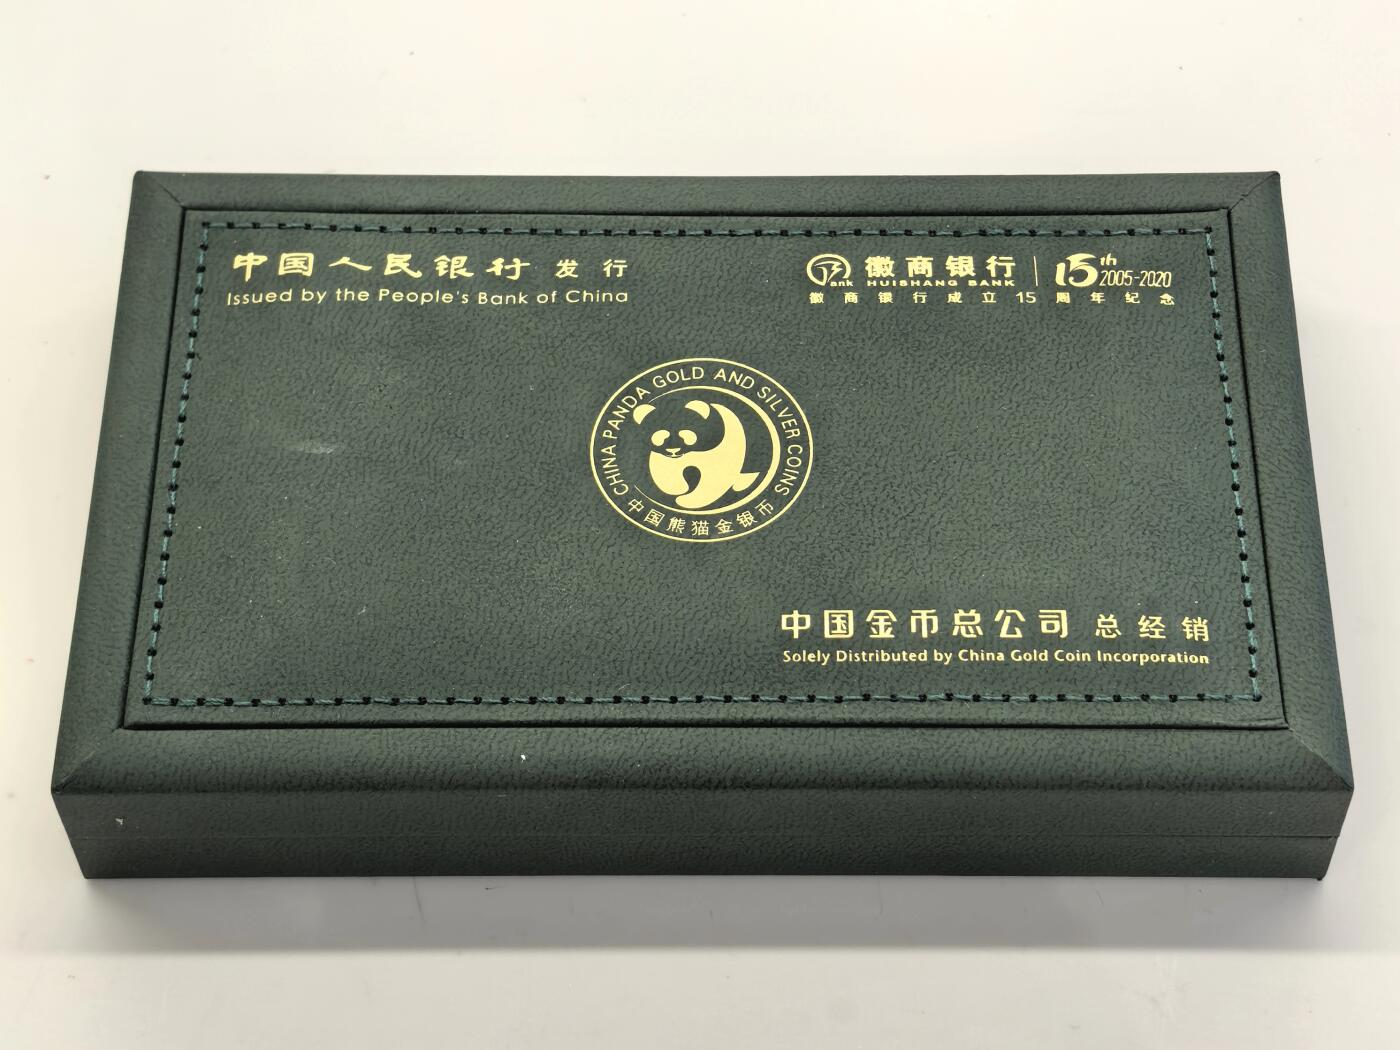 中国人民银行 发行
Issued by the People's Bank of China
Bank 徽商银行 15th
HUISHANG BANK 2005-2020
徽商银行成立15周年纪念
CHINA PANDA GOLD AND SILVER COINS
中国熊猫金银币
中国金币总公司 总经销
Solely Distributed by China Gold Coin Incorporation